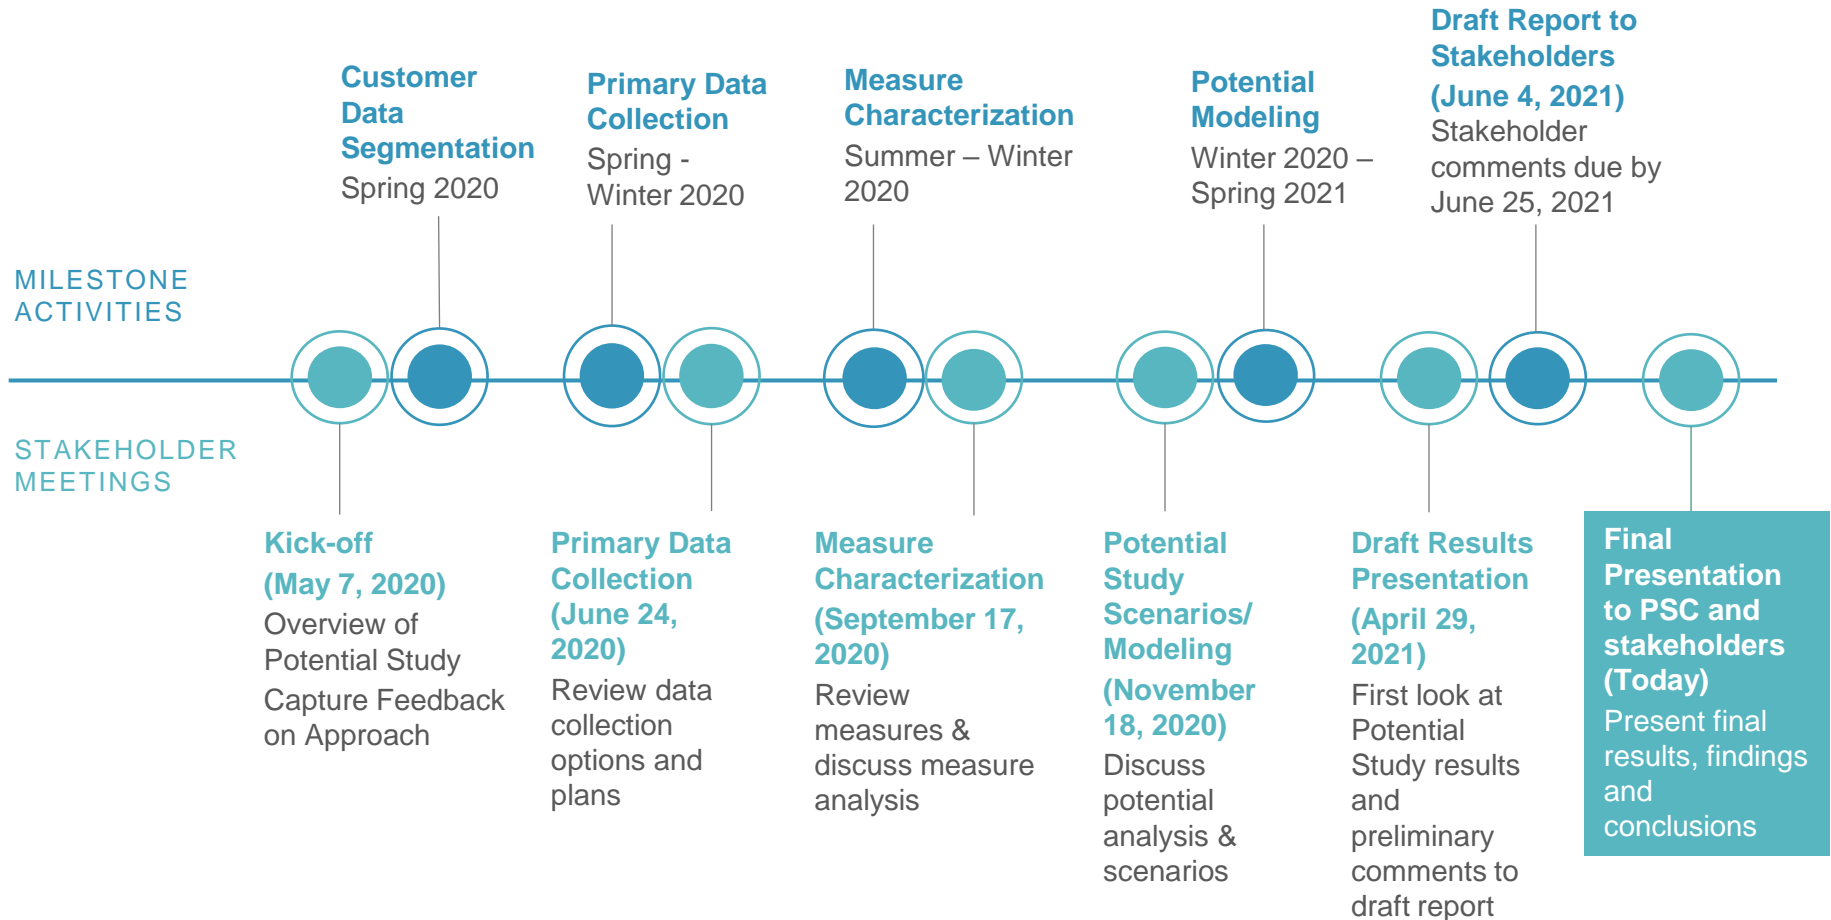 Customer
Data
Segmentation
Spring 2020
Primary Data
Collection
Spring -
Winter 2020
Measure
Characterization
Summer – Winter
2020
Potential
Modeling
Winter 2020 –
Spring 2021
Draft Report to
Stakeholders
(June 4, 2021)
Stakeholder
comments due by
June 25, 2021
MILESTONE
ACTIVITIES
STAKEHOLDER
MEETINGS
Kick-off
(May 7, 2020)
Overview of
Potential Study
Capture Feedback
on Approach
Primary Data
Collection
(June 24,
2020)
Review data
collection
options and
plans
Measure
Characterization
(September 17,
2020)
Review
measures &
discuss measure
analysis
Potential
Study
Scenarios/
Modeling
(November
18, 2020)
Discuss
potential
analysis &
scenarios
Draft Results
Presentation
(April 29,
2021)
First look at
Potential
Study results
and
preliminary
comments to
draft report
Final
Presentation
to PSC and
stakeholders
(Today)
Present final
results, findings
and
conclusions